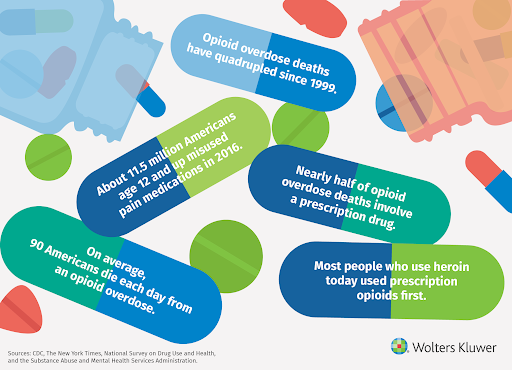 Opioid overdose deaths
have quadrupled since 1999.
About 11.5 million Americans
age 12 and up misused
pain medications in 2016.
Nearly half of opioid
overdose deaths involve
a prescription drug.
On average,
90 Americans die each day from
an opioid overdose.
Most people who use heroin
today used prescription
opioids first.
Sources: CDC, The New York Times, National Survey on Drug Use and Health,
and the Substance Abuse and Mental Health Services Administration.
Wolters Kluwer